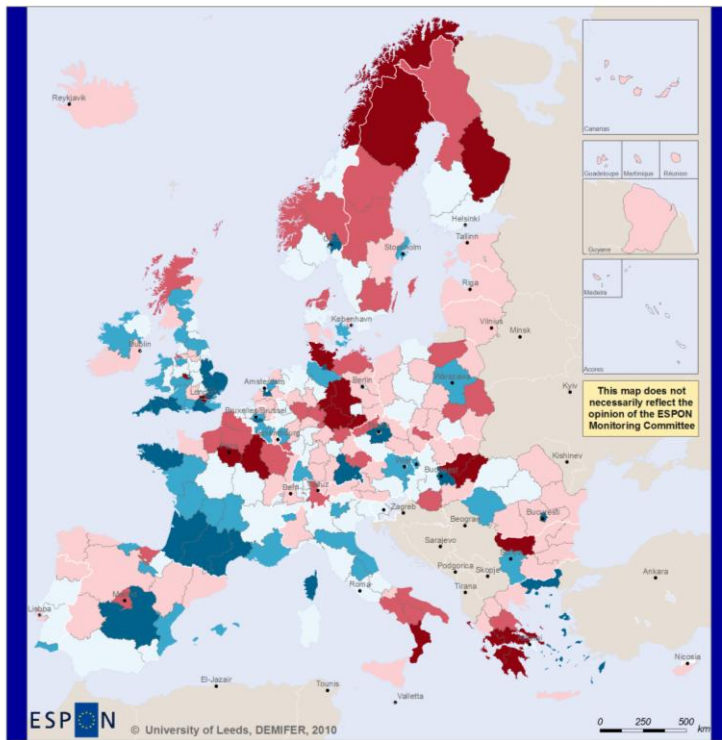 Reykjavik
Canarias
Guadeloupe
Martinique
Réunion
Guyane
Madeira
Acores
Helsinki
Tallinn
Stockholm
Riga
København
Vilnius
Minsk
Dublin
Amsterdam
Berlin
Warszawa
London
Kyiv
Bruxelles/Brussel
This map does not
necessarily reflect the
opinion of the ESPON
Monitoring Committee
Kishinev
Bern
Vaduz
Budapest
Zagreb
Bucuresti
Beograd
Sarajevo
Podgorica
Skopje
Roma
Tirana
Ankara
Madrid
Lisboa
Nicosia
El-Jazair
Tounis
Valletta
ESPON
© University of Leeds, DEMIFER, 2010
0 250 500 km